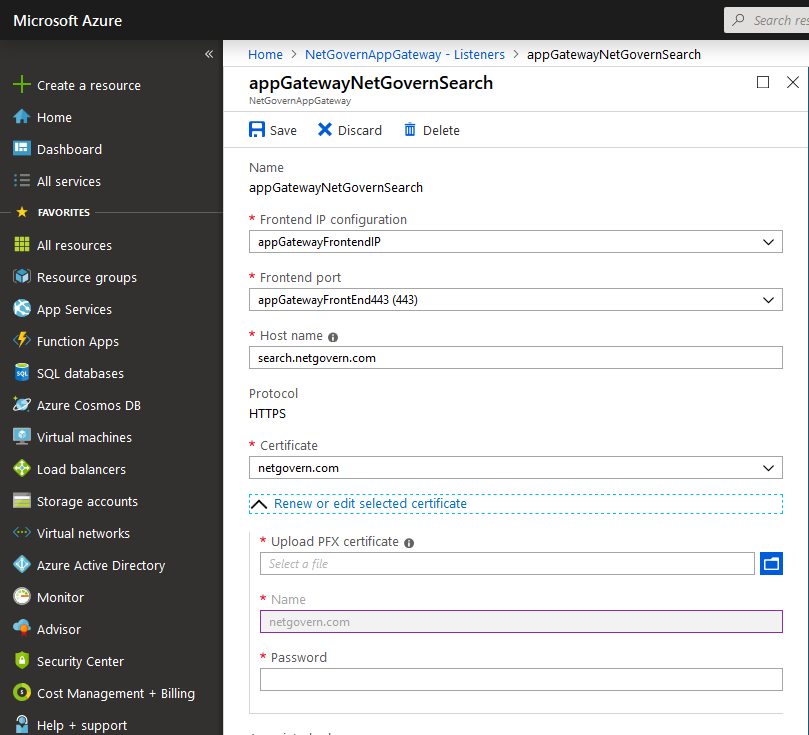 Microsoft Azure
Search res
«
Home > NetGovernAppGateway - Listeners > appGatewayNetGovernSearch
Create a resource
Home
Dashboard
All services
FAVORITES
All resources
Resource groups
App Services
Function Apps
SQL databases
Azure Cosmos DB
Virtual machines
Load balancers
Storage accounts
Virtual networks
Azure Active Directory
Monitor
Advisor
Security Center
Cost Management + Billing
Help + support
appGatewayNetGovernSearch
NetGovernAppGateway
Save Discard Delete
Name
appGatewayNetGovernSearch
* Frontend IP configuration
appGatewayFrontendIP
* Frontend port
appGatewayFrontEnd443 (443)
* Host name
search.netgovern.com
Protocol
HTTPS
* Certificate
netgovern.com
Renew or edit selected certificate
* Upload PFX certificate
Select a file
* Name
netgovern.com
* Password